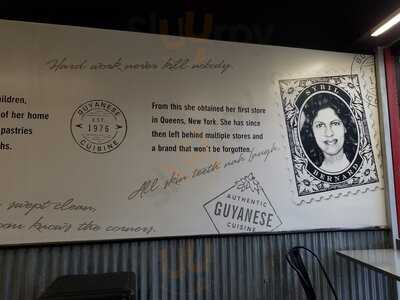 Hard work never kill nobody.
hildren,
of her home
pastries
hs.
GUYANESE
EST.
1976
CUISINE
From this she obtained her first store
in Queens, New York. She has since
then left behind multiple stores and
a brand that won't be forgotten.
All skin teeth nah laugh.
swept clean,
oom knows the corners.
AUTHENTIC
GUYANESE
CUISINE
SYBIL
BERNARD